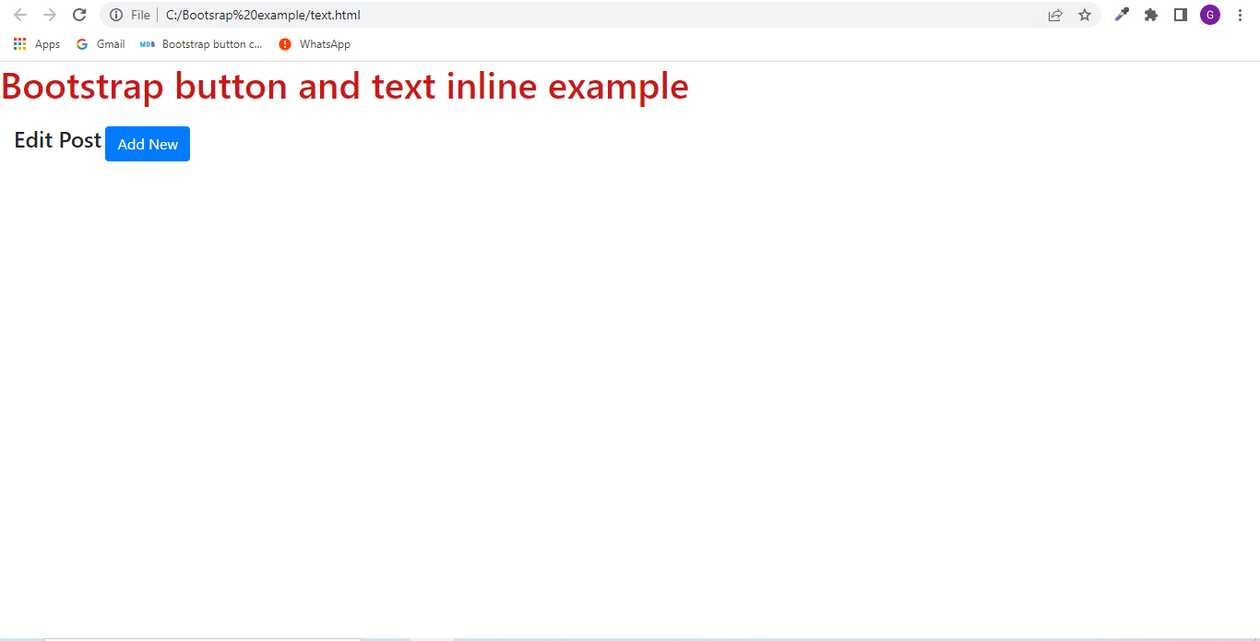 File C:/Bootsrap%20example/text.html G
Apps Gmail MDB Bootstrap button c... WhatsApp
Bootstrap button and text inline example
Edit Post Add New